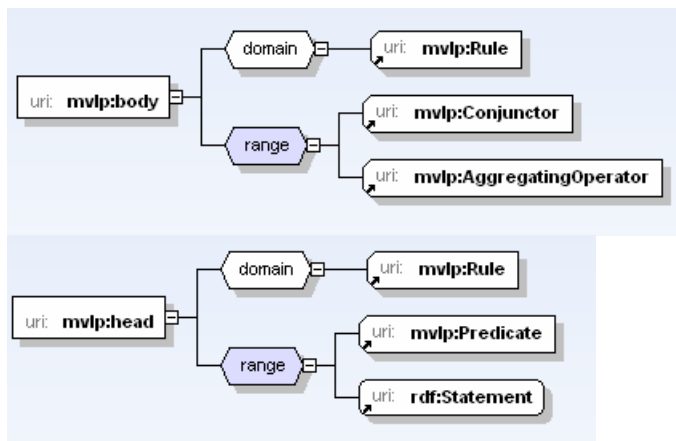 domain
uri: mvlp:Rule
uri: mvlp:body
uri: mvlp:Conjunctor
range
uri: mvlp:AggregatingOperator
domain
uri: mvlp:Rule
uri: mvlp:head
uri: mvlp:Predicate
range
uri: rdf:Statement